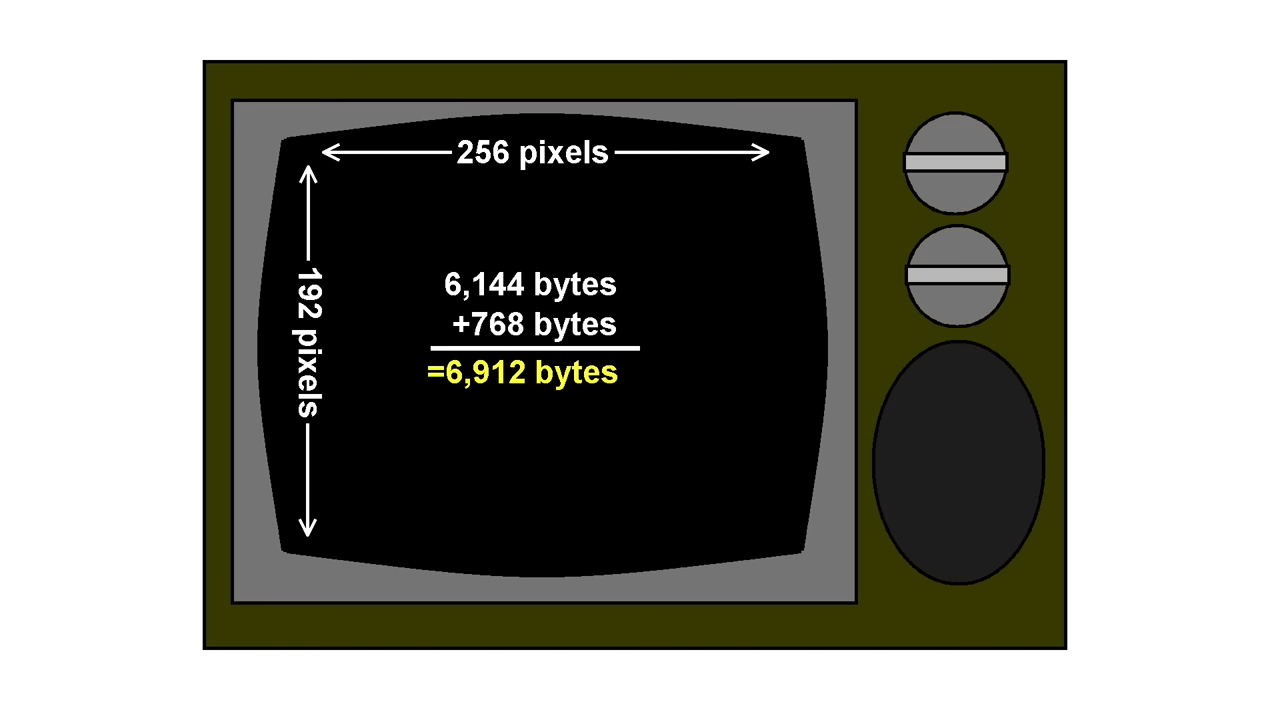 256 pixels
192 pixels
6,144 bytes
+768 bytes
=6,912 bytes